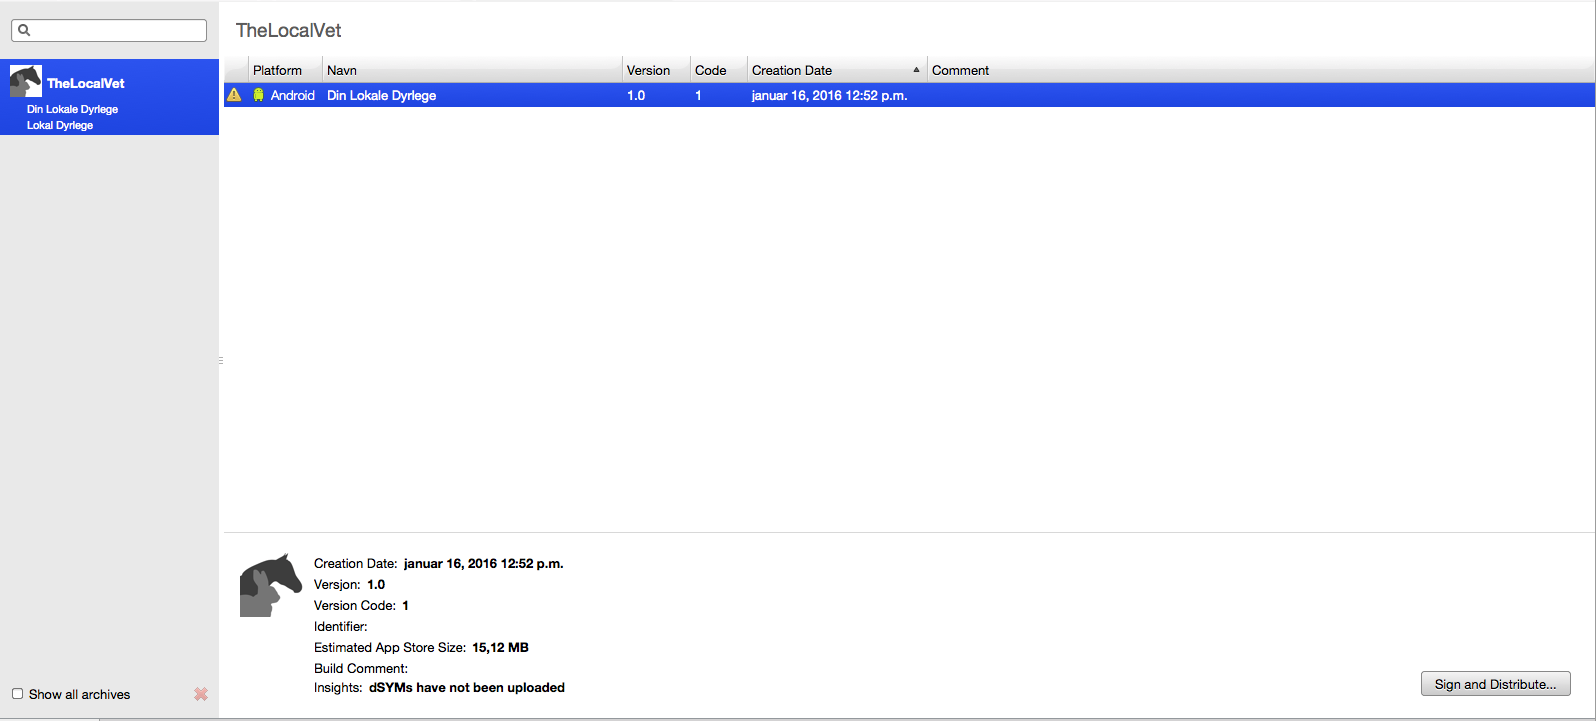 TheLocalVet
TheLocalVet
Din Lokale Dyrlege
Lokal Dyrlege
Platform Navn Version Code Creation Date Comment
Android Din Lokale Dyrlege 1.0 1 januar 16, 2016 12:52 p.m.
Creation Date: januar 16, 2016 12:52 p.m.
Versjon: 1.0
Version Code: 1
Identifier:
Estimated App Store Size: 15,12 MB
Build Comment:
Insights: dSYMs have not been uploaded
Show all archives
Sign and Distribute...